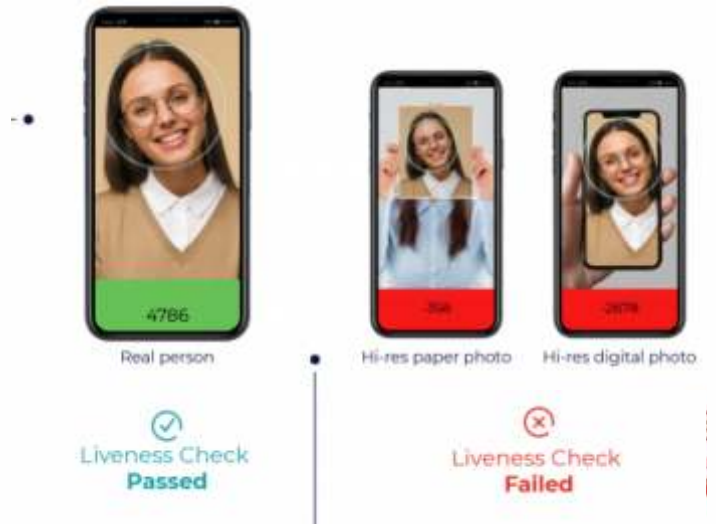 4786
Real person
Liveness Check
Passed
Hi-res paper photo
Hi-res digital photo
Liveness Check
Failed